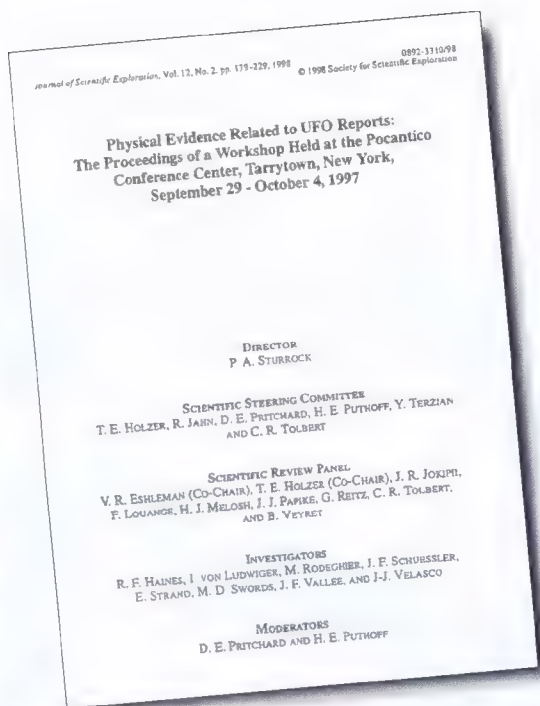 Journal of Scientific Exploration, Vol. 12, No. 2, pp. 179-229, 1998
0892-3310/98
© 1998 Society for Scientific Exploration
Physical Evidence Related to UFO Reports:
The Proceedings of a Workshop Held at the Pocantico
Conference Center, Tarrytown, New York,
September 29 - October 4, 1997
DIRECTOR
P A. STURROCK
SCIENTIFIC STEERING COMMITTEE
T. E. HOLZER, R. JAHN, D. E. PRITCHARD, H. E PUTHOFF, Y. TERZIAN
AND C. R. TOLBERT
SCIENTIFIC REVIEW PANEL
V. R. ESHLEMAN (CO-CHAIR), T. E. HOLZER (CO-CHAIR), J. R. JOKIPII,
F. LOUANGE, H. J. MELOSH, J. J. PAPIKE, G. REITZ, C. R. TOLBERT,
AND B. VEYRET
INVESTIGATORS
R. F. HAINES, I VON LUDWIGER, M. RODEGHIER, J. F. SCHUESSLER,
E. STRAND, M. D SWORDS, J. F. VALLEE, AND J-J. VELASCO
MODERATORS
D. E. PRITCHARD AND H. E. PUTHOFF